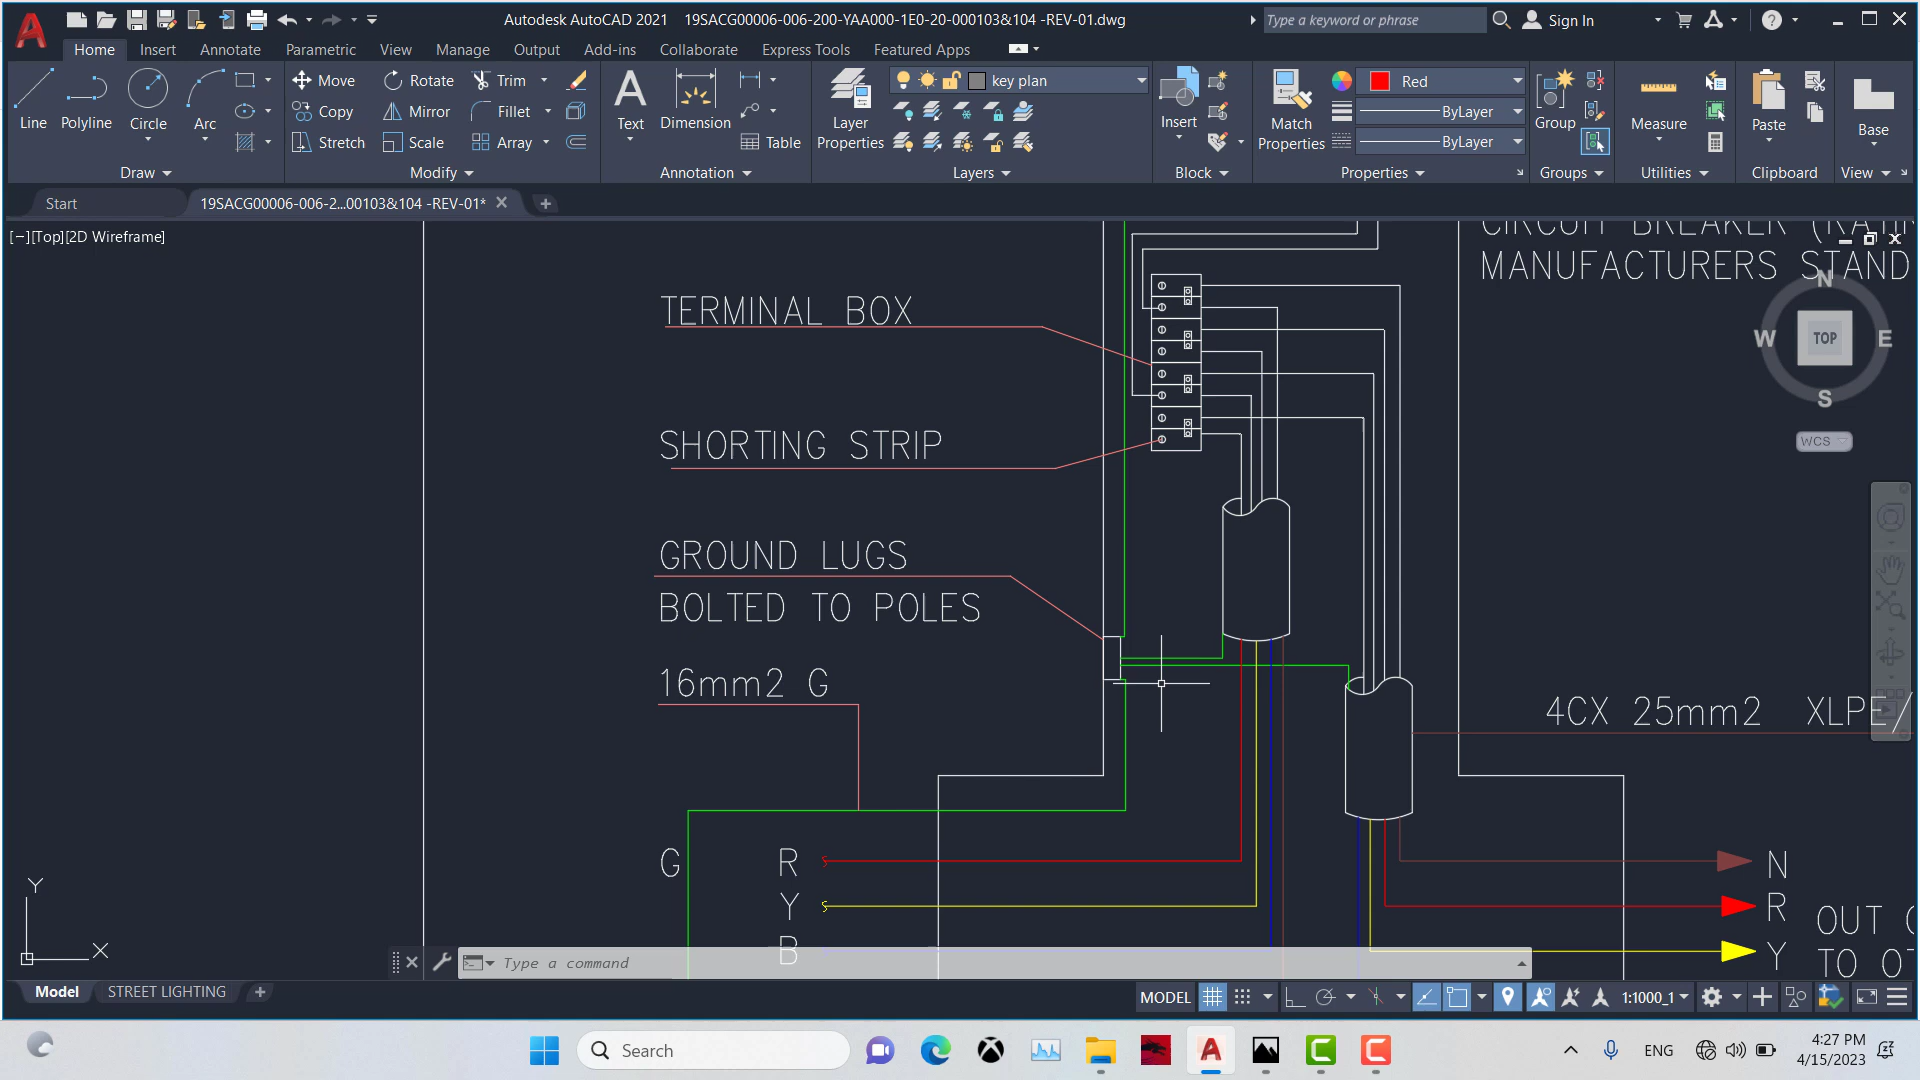 Autodesk AutoCAD 2021 19SACG00006-006-200-YAA000-1E0-20-000103&104 -REV-01.dwg
Type a keyword or phrase
Sign In
Home Insert Annotate Parametric View Manage Output Add-ins Collaborate Express Tools Featured Apps
Line Polyline Circle Arc
Move Rotate Trim
Copy Mirror Fillet
Stretch Scale Array
Text Dimension Table
Layer Properties
key plan
Insert
Match Properties
Red
ByLayer
ByLayer
Group
Measure
Paste
Base
Draw Modify Annotation Layers Block Properties Groups Utilities Clipboard View
Start 19SACG00006-006-2...00103&104 -REV-01*
[−][Top][2D Wireframe]
CIRCUIT BREAKER
MANUFACTURERS STAND
N
W TOP E
S
WCS
TERMINAL BOX
SHORTING STRIP
GROUND LUGS
BOLTED TO POLES
16mm2 G
4CX 25mm2 XLPE/
G R
Y
B
N
R
Y
OUT
TO
Y
X
Type a command
Model STREET LIGHTING
MODEL 1:1000_1
Search
ENG
4:27 PM
4/15/2023